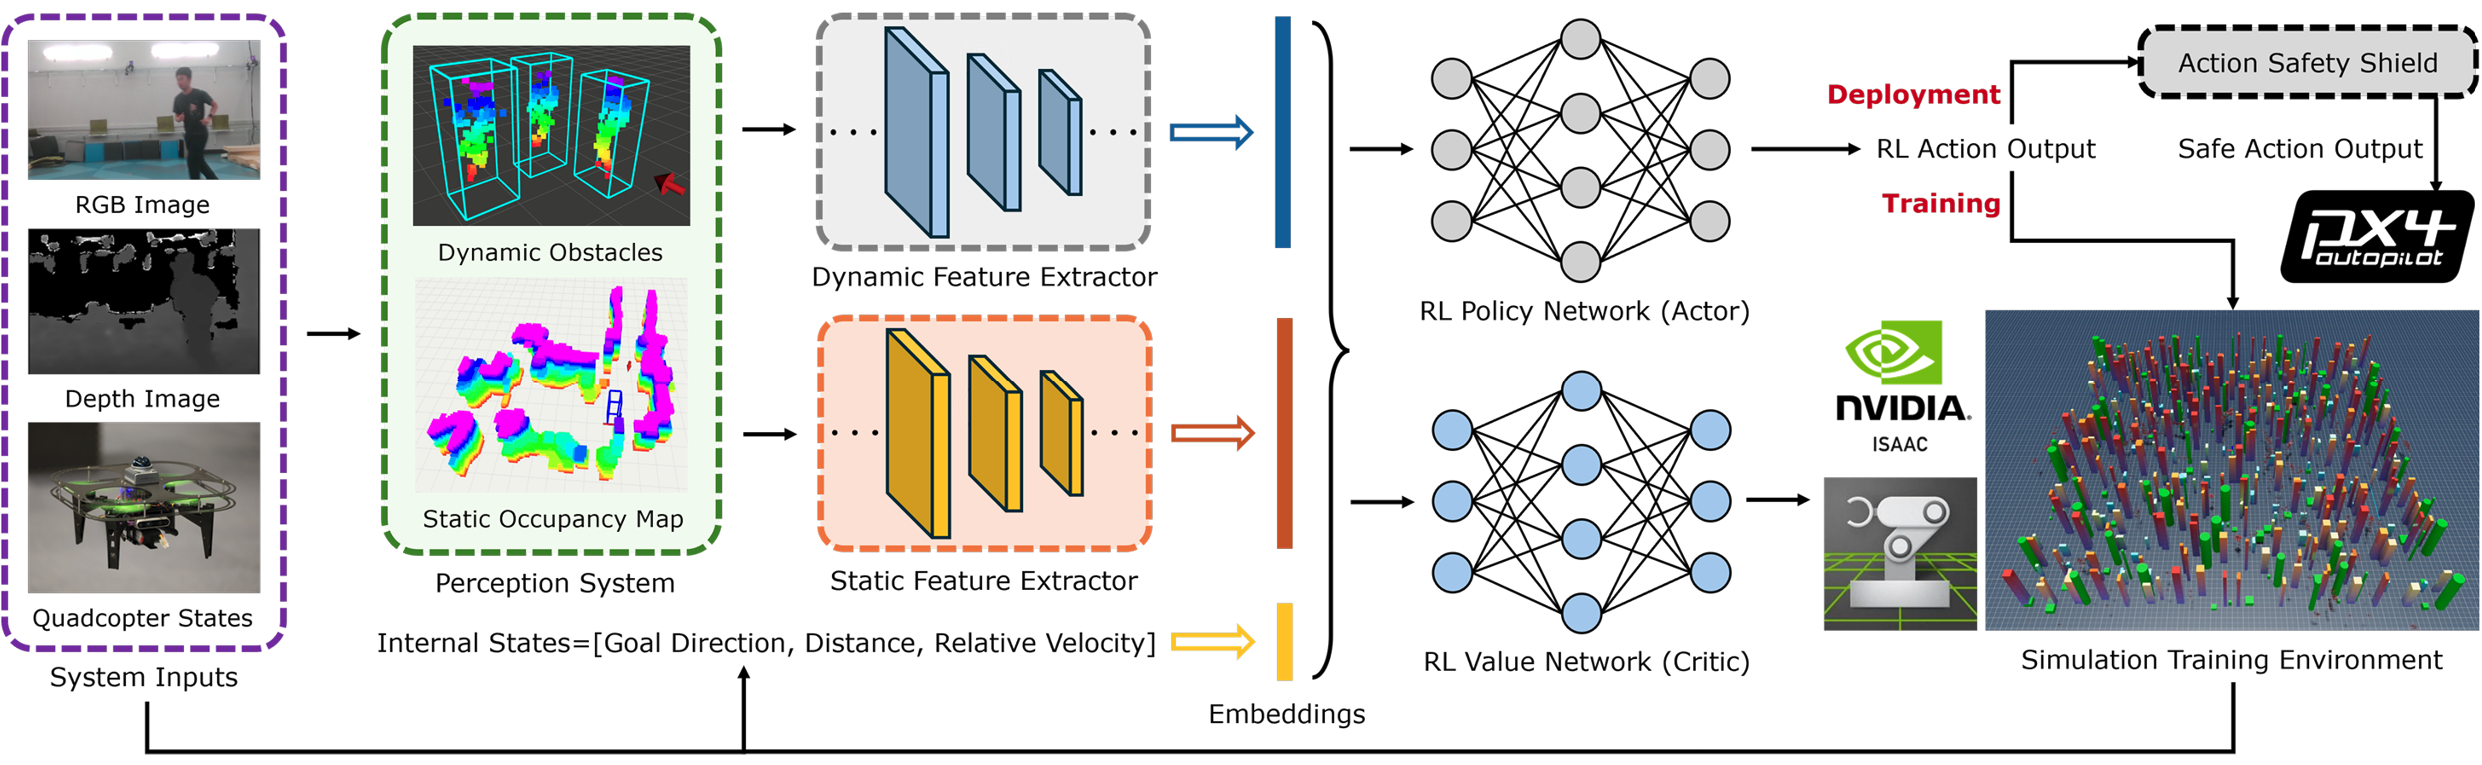 RGB Image
Depth Image
Quadcopter States
System Inputs
Dynamic Obstacles
Static Occupancy Map
Perception System
Dynamic Feature Extractor
Static Feature Extractor
Internal States=[Goal Direction, Distance, Relative Velocity]
Embeddings
RL Policy Network (Actor)
RL Value Network (Critic)
Deployment
RL Action Output
Training
Action Safety Shield
Safe Action Output
px4
autopilot
NVIDIA.
ISAAC
Simulation Training Environment